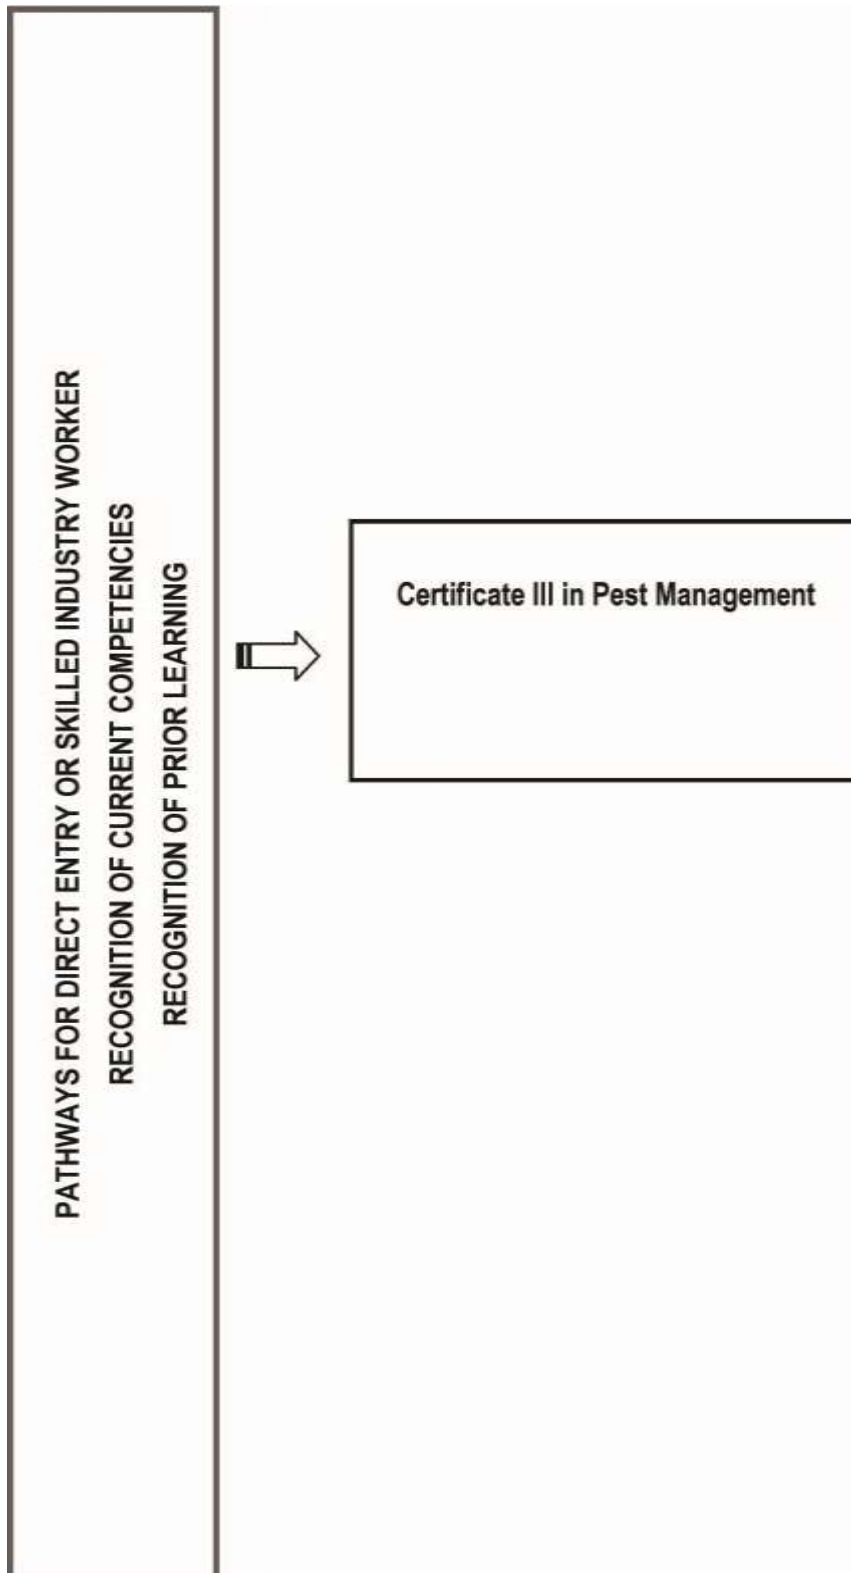 PATHWAYS FOR DIRECT ENTRY OR SKILLED INDUSTRY WORKER
RECOGNITION OF CURRENT COMPETENCIES
RECOGNITION OF PRIOR LEARNING
Certificate III in Pest Management